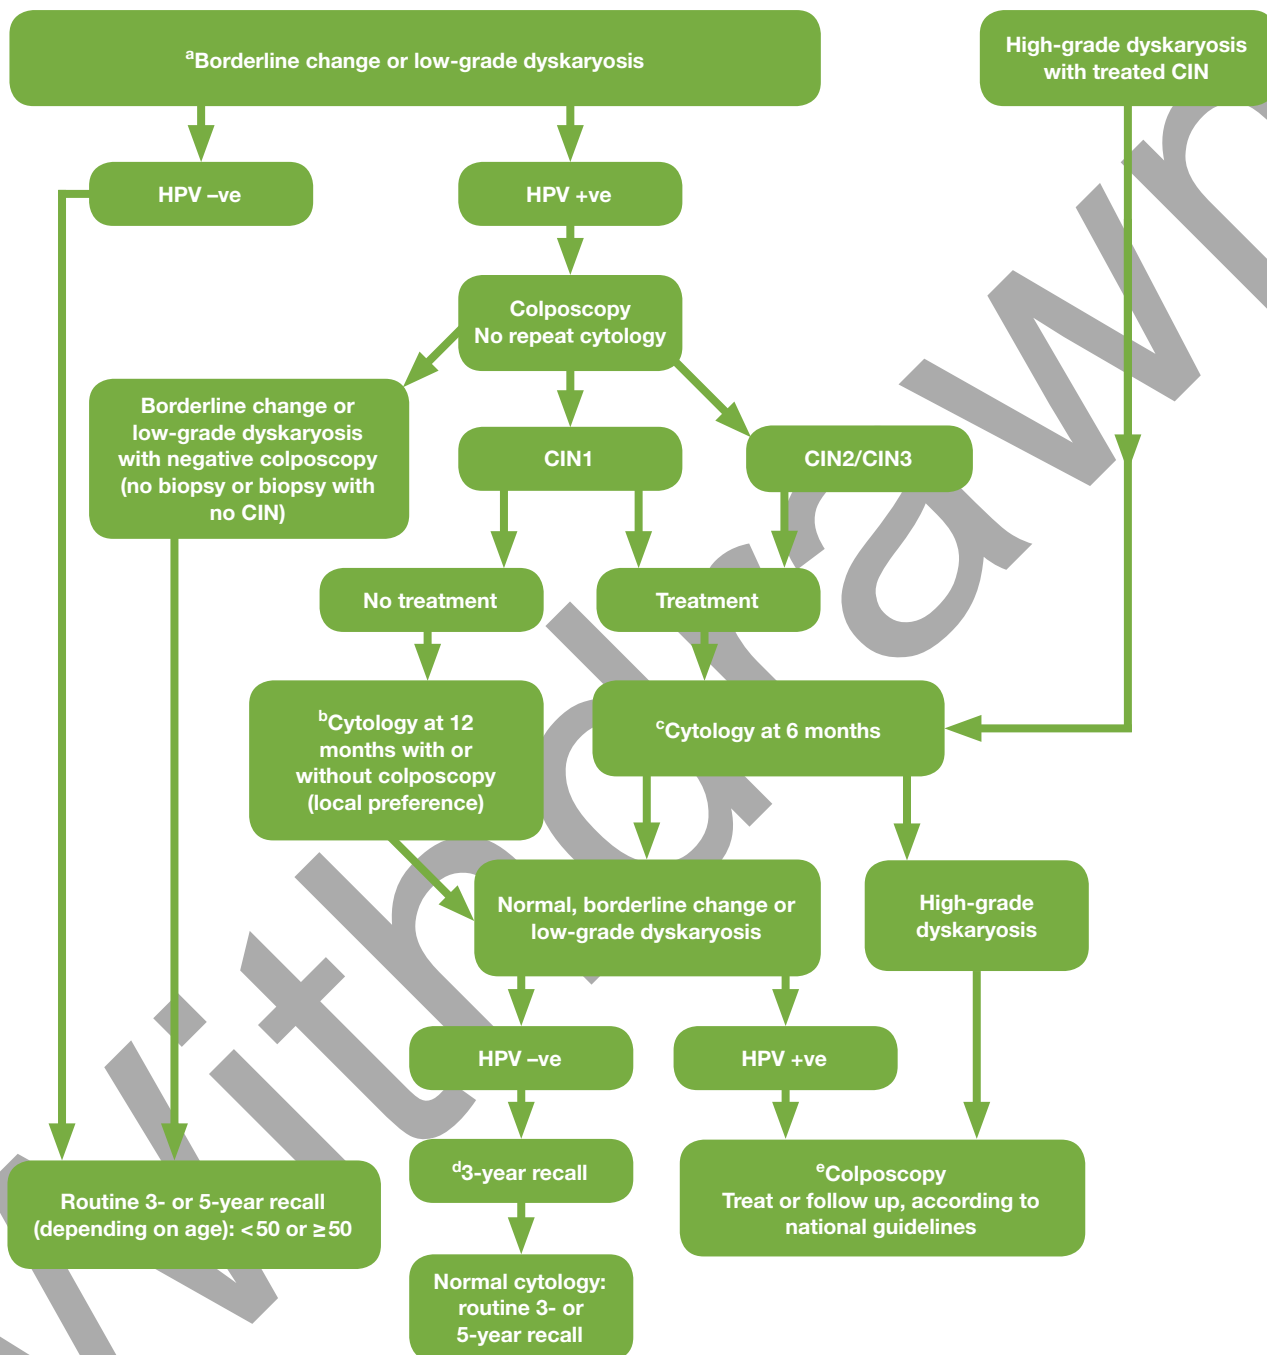 aBorderline change or low-grade dyskaryosis
High-grade dyskaryosis
with treated CIN
HPV –ve
HPV +ve
Colposcopy
No repeat cytology
Borderline change or
low-grade dyskaryosis
with negative colposcopy
(no biopsy or biopsy with
no CIN)
CIN1
CIN2/CIN3
No treatment
Treatment
bCytology at 12
months with or
without colposcopy
(local preference)
cCytology at 6 months
Normal, borderline change or
low-grade dyskaryosis
High-grade
dyskaryosis
HPV –ve
HPV +ve
d3-year recall
eColposcopy
Treat or follow up, according to
national guidelines
Routine 3- or 5-year recall
(depending on age): <50 or ≥50
Normal cytology:
routine 3- or
5-year recall
Withdrawn